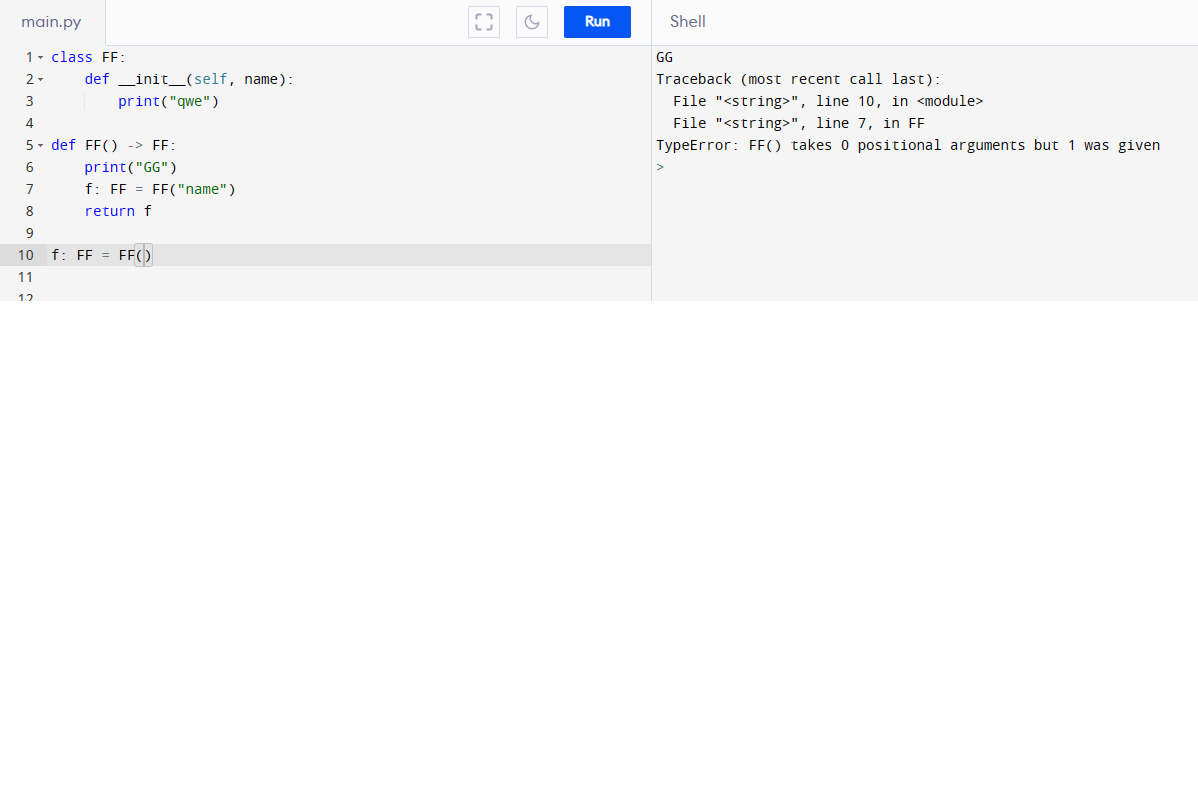 main.py
Run
Shell
1 class FF:
2     def __init__(self, name):
3         print("qwe")
4
5 def FF() -> FF:
6     print("GG")
7     f: FF = FF("name")
8     return f
9
10 f: FF = FF()
11
12
GG
Traceback (most recent call last):
  File "<string>", line 10, in <module>
  File "<string>", line 7, in FF
TypeError: FF() takes 0 positional arguments but 1 was given
>